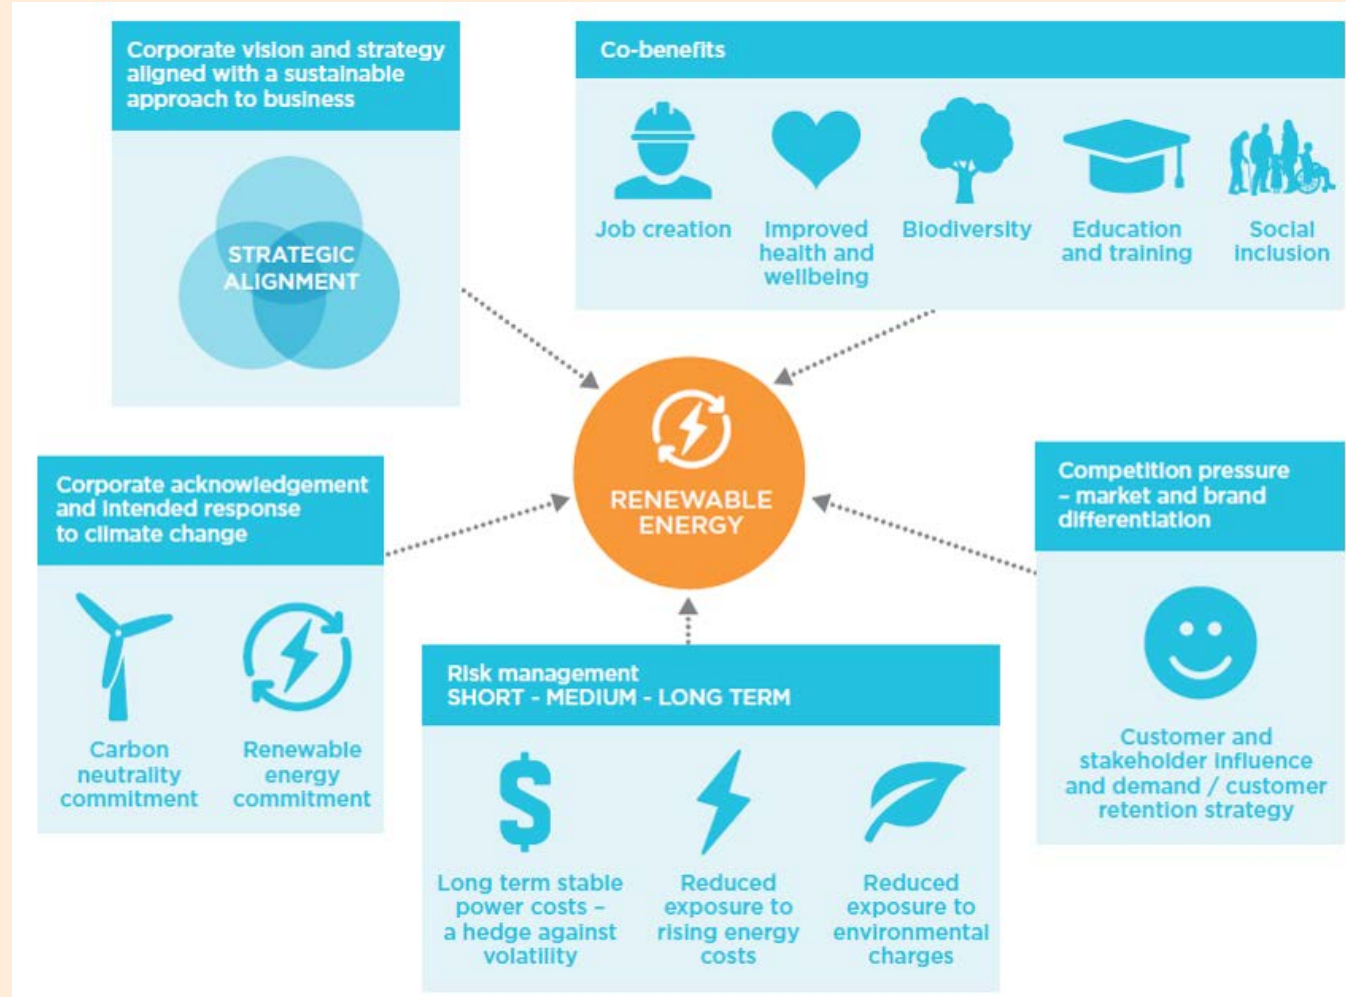 Corporate vision and strategy
aligned with a sustainable
approach to business
STRATEGIC
ALIGNMENT
Co-benefits
Job creation
Improved
health and
wellbeing
Biodiversity
Education
and training
Social
inclusion
RENEWABLE
ENERGY
Corporate acknowledgement
and intended response
to climate change
Carbon
neutrality
commitment
Renewable
energy
commitment
Risk management
SHORT - MEDIUM - LONG TERM
Long term stable
power costs –
a hedge against
volatility
Reduced
exposure to
rising energy
costs
Reduced
exposure to
environmental
charges
Competition pressure
– market and brand
differentiation
Customer and
stakeholder influence
and demand / customer
retention strategy